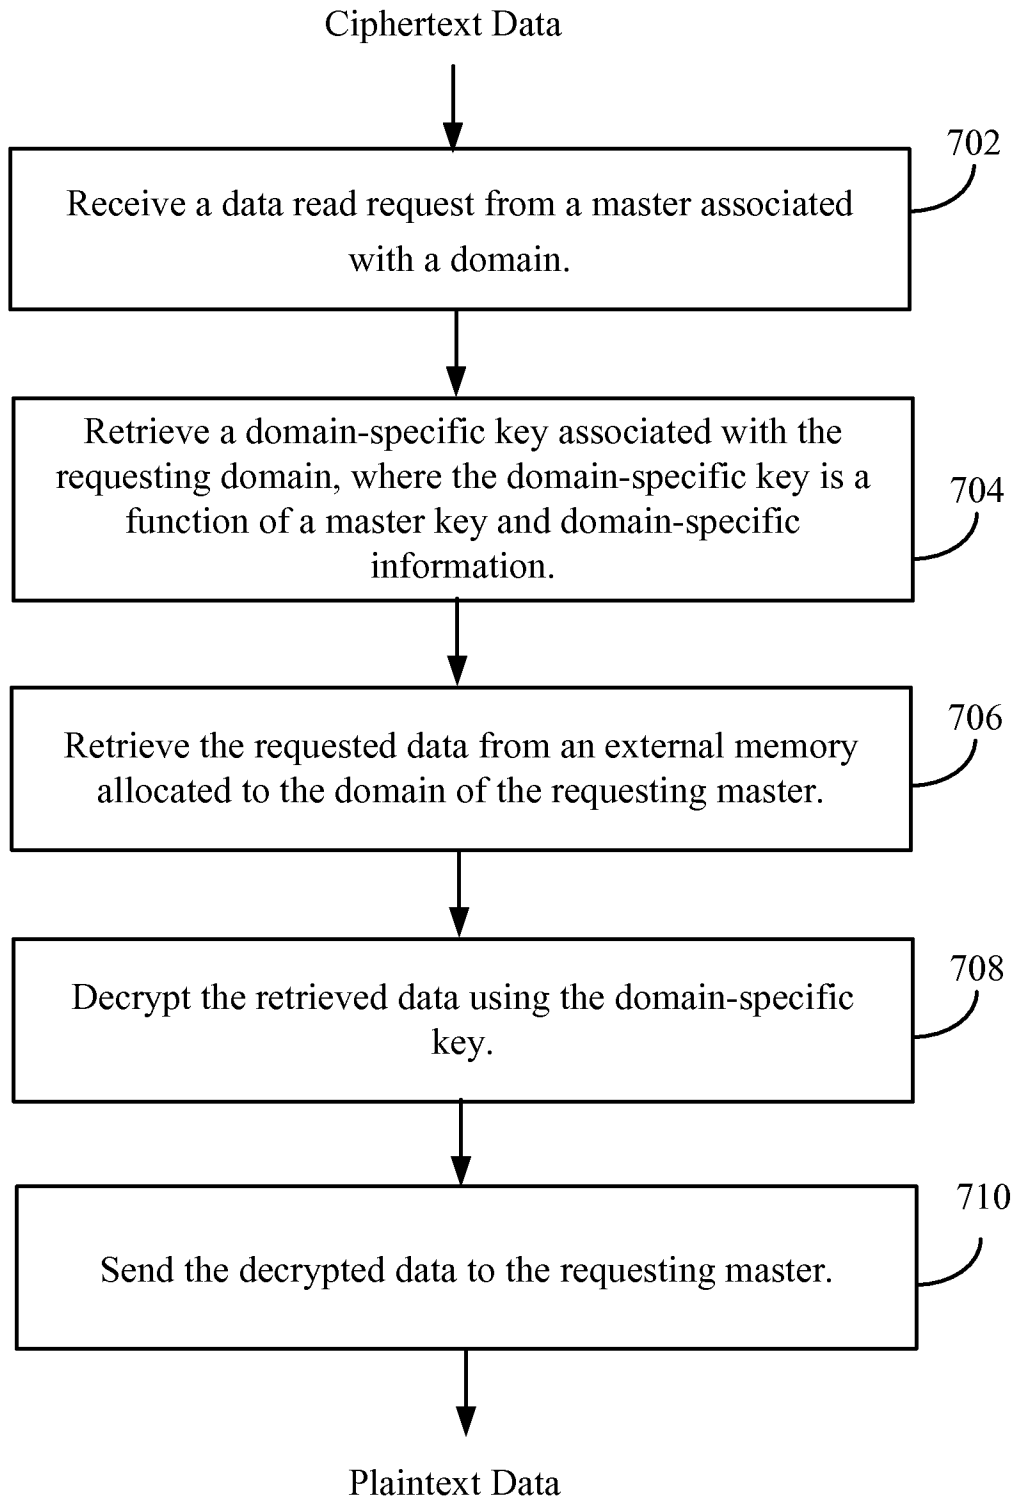 Ciphertext Data
702
Receive a data read request from a master associated
with a domain.
Retrieve a domain-specific key associated with the
requesting domain, where the domain-specific key is a
704
function of a master key and domain-specific
information.
706
Retrieve the requested data from an external memory
allocated to the domain of the requesting master.
708
Decrypt the retrieved data using the domain-specific
key.
710
Send the decrypted data to the requesting master.
Plaintext Data